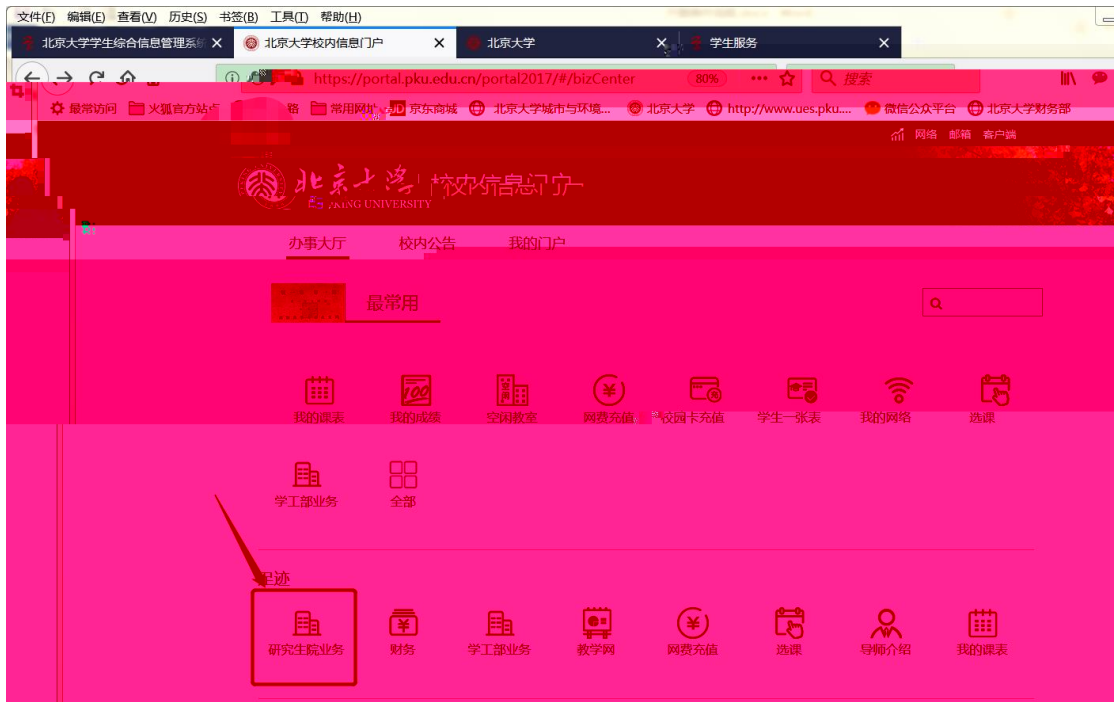 文件(F) 编辑(E) 查看(V) 历史(S) 书签(B) 工具(T) 帮助(H)
北京大学学生综合信息管理系统 北京大学校内信息门户 北京大学 学生服务
https://portal.pku.edu.cn/portal2017/#/bizCenter 80% 搜索
最常访问 火狐官方站点 常用网址 JD 京东商城 北京大学城市与环境... 北京大学 http://www.ues.pku.... 微信公众平台 北京大学财务部
网络 邮箱 客户端
北京大学 校内信息门户
UNIVERSITY
办事大厅 校内公告 我的门户
最常用
我的课表 我的成绩 空闲教室 网费充值 校园卡充值 学生一张表 我的网络 选课
学工部业务 全部
足迹
研究生院业务 财务 学工部业务 教学网 网费充值 选课 导师介绍 我的课表